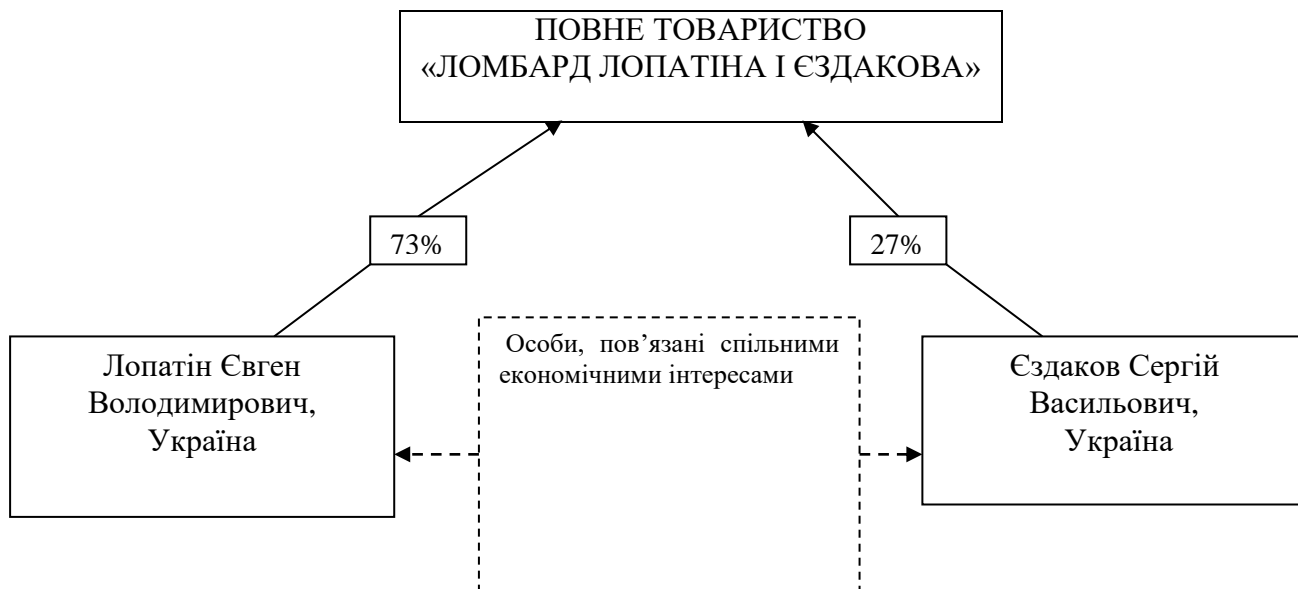 ПОВНЕ ТОВАРИСТВО
«ЛОМБАРД ЛОПАТІНА І ЄЗДАКОВА»
73%
27%
Лопатін Євген
Володимирович,
Україна
Особи, пов’язані спільними
економічними інтересами
Єздаков Сергій
Васильович,
Україна